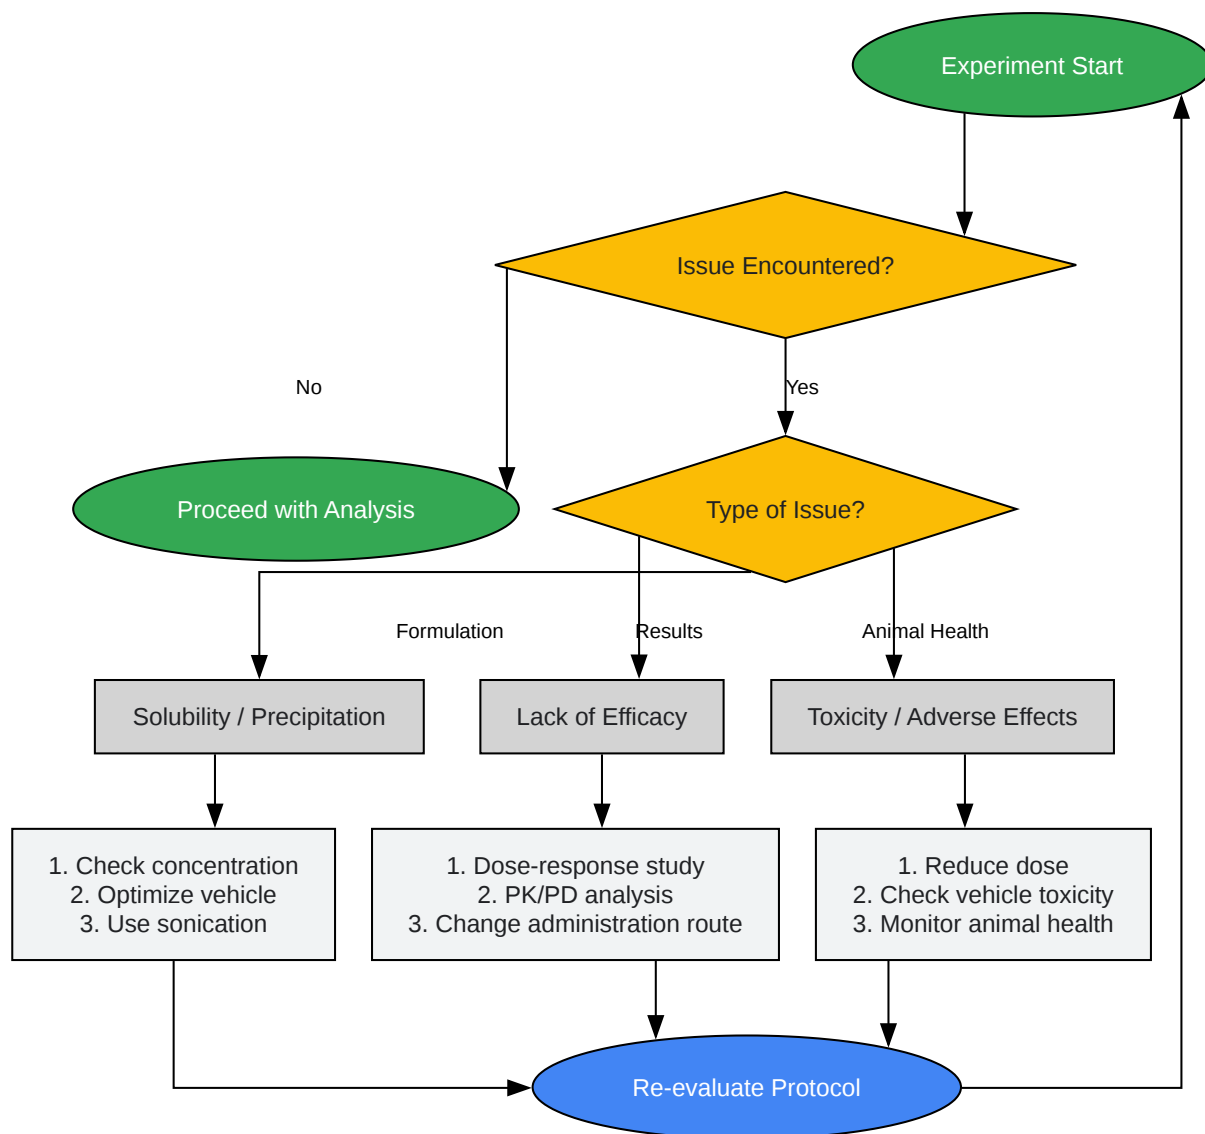 Experiment Start
Issue Encountered?
No
Yes
Proceed with Analysis
Type of Issue?
Formulation
Results
Animal Health
Solubility / Precipitation
Lack of Efficacy
Toxicity / Adverse Effects
1. Check concentration
2. Optimize vehicle
3. Use sonication
1. Dose-response study
2. PK/PD analysis
3. Change administration route
1. Reduce dose
2. Check vehicle toxicity
3. Monitor animal health
Re-evaluate Protocol